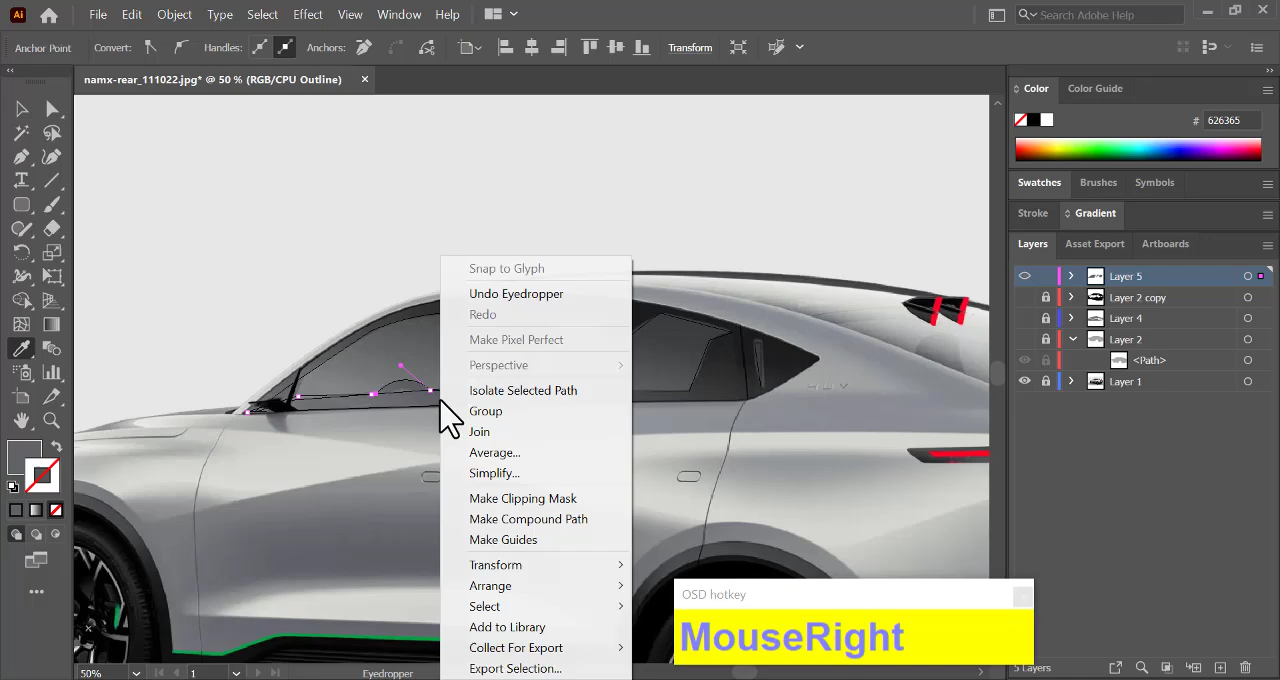 Ai File Edit Object Type Select Effect View Window Help Search Adobe Help
Anchor Point Convert: Handles: Anchors: Transform
namx-rear_111022.jpg* @ 50 % (RGB/CPU Outline)
Color Color Guide
# 626365
Swatches Brushes Symbols
Stroke Gradient
Layers Asset Export Artboards
Layer 5
Layer 2 copy
Layer 4
Layer 2
<Path>
Layer 1
Snap to Glyph
Undo Eyedropper
Redo
Make Pixel Perfect
Perspective
Isolate Selected Path
Group
Join
Average...
Simplify...
Make Clipping Mask
Make Compound Path
Make Guides
Transform
Arrange
Select
Add to Library
Collect For Export
Export Selection...
HUV
OSD hotkey
MouseRight
50% 1 Eyedropper
5 Layers